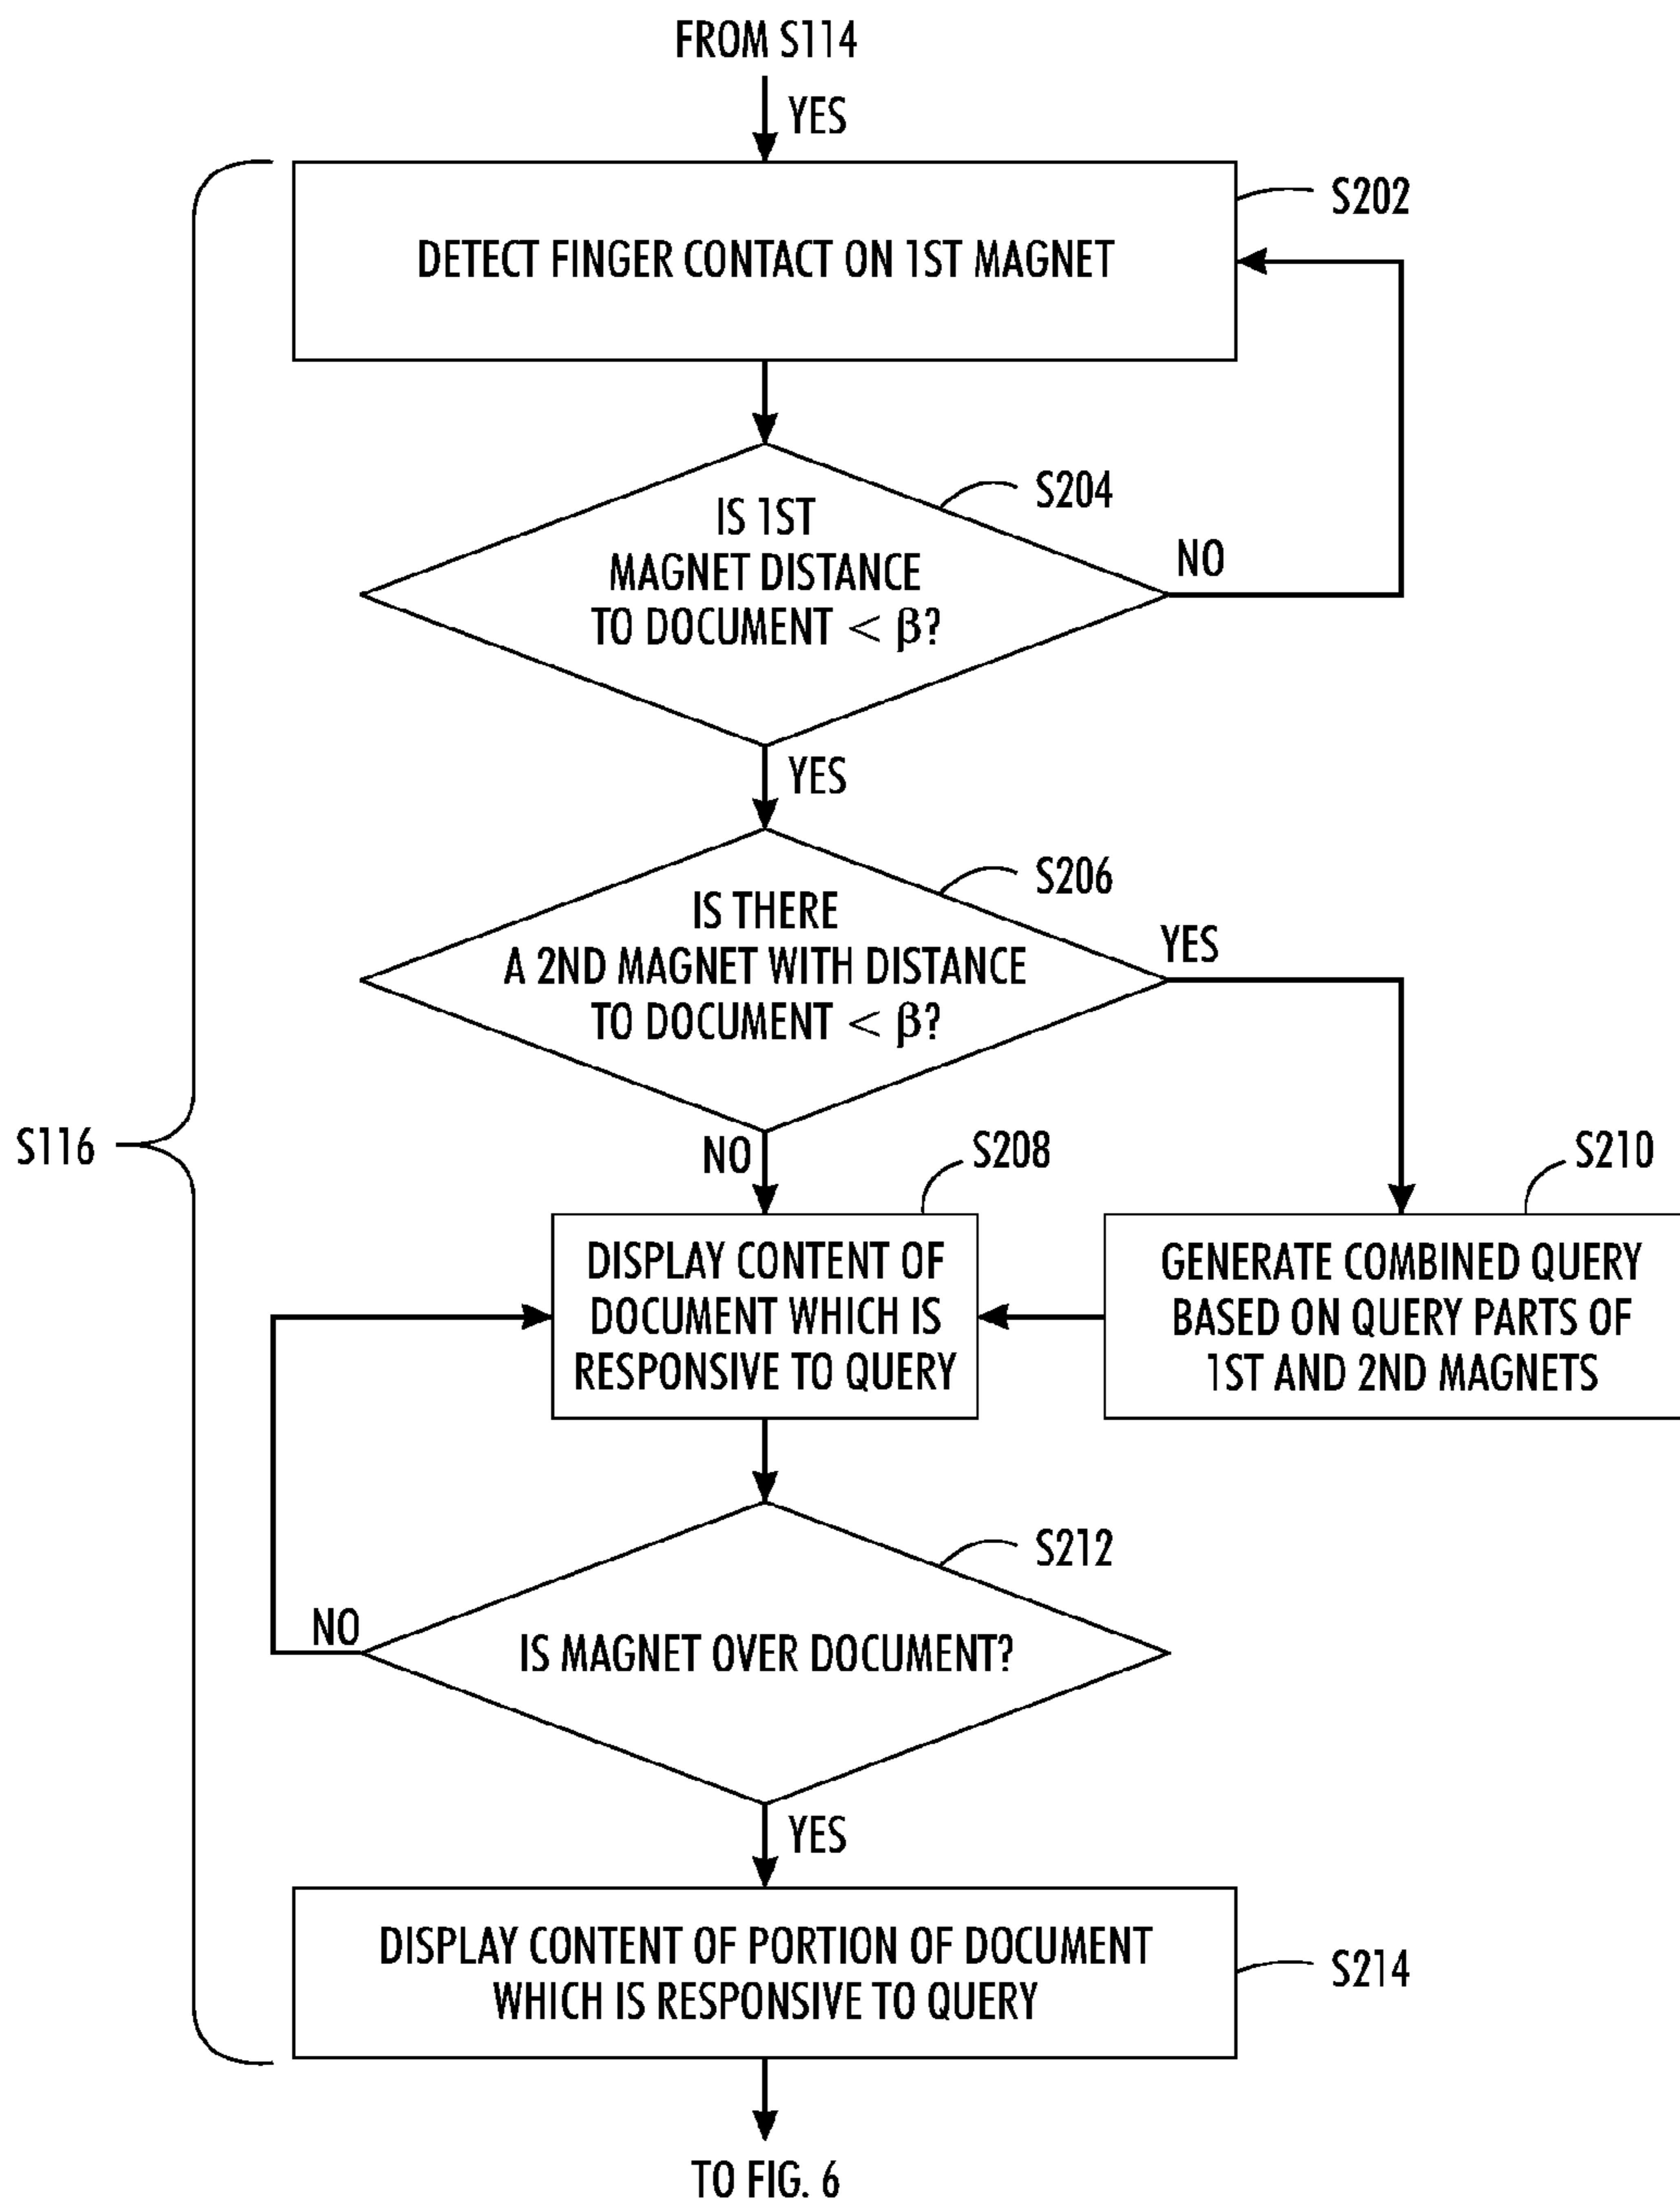 FROM S114
YES
S202
DETECT FINGER CONTACT ON 1ST MAGNET
S204
IS 1ST
MAGNET DISTANCE
TO DOCUMENT < β?
NO
YES
S206
IS THERE
A 2ND MAGNET WITH DISTANCE
TO DOCUMENT < β?
YES
S116
NO
S208
S210
DISPLAY CONTENT OF
DOCUMENT WHICH IS
RESPONSIVE TO QUERY
GENERATE COMBINED QUERY
BASED ON QUERY PARTS OF
1ST AND 2ND MAGNETS
S212
NO
IS MAGNET OVER DOCUMENT?
YES
DISPLAY CONTENT OF PORTION OF DOCUMENT
WHICH IS RESPONSIVE TO QUERY
S214
TO FIG. 6